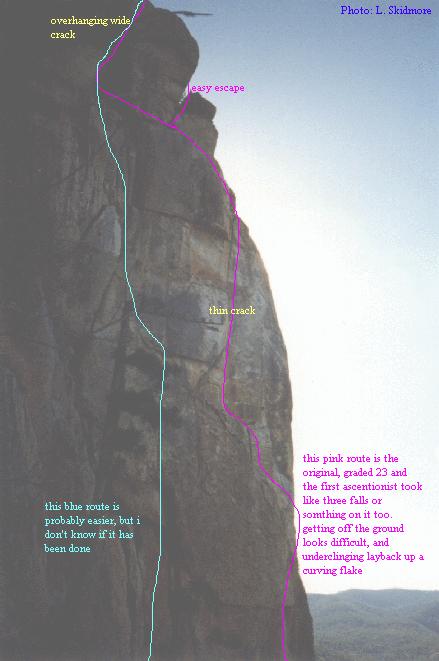 Photo: L. Skidmore
overhanging wide
crack
easy escape
thin crack
this pink route is the
original, graded 23 and
the first ascentionist took
like three falls or
somthing on it too.
getting off the ground
looks difficult, and
underclinging layback up a
curving flake
this blue route is
probably easier, but i
don't know if it has
been done